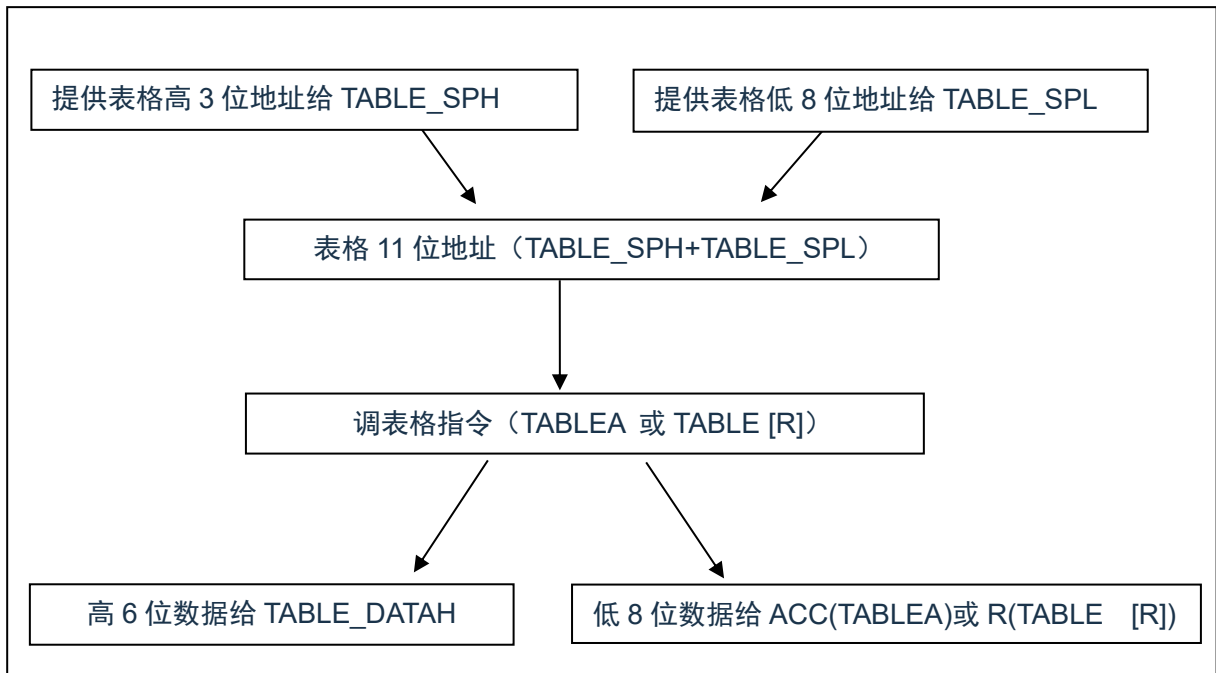 提供表格高 3 位地址给 TABLE_SPH
提供表格低 8 位地址给 TABLE_SPL
表格 11 位地址（TABLE_SPH+TABLE_SPL）
调表格指令（TABLEA 或 TABLE [R]）
高 6 位数据给 TABLE_DATAH
低 8 位数据给 ACC(TABLEA)或 R(TABLE [R])